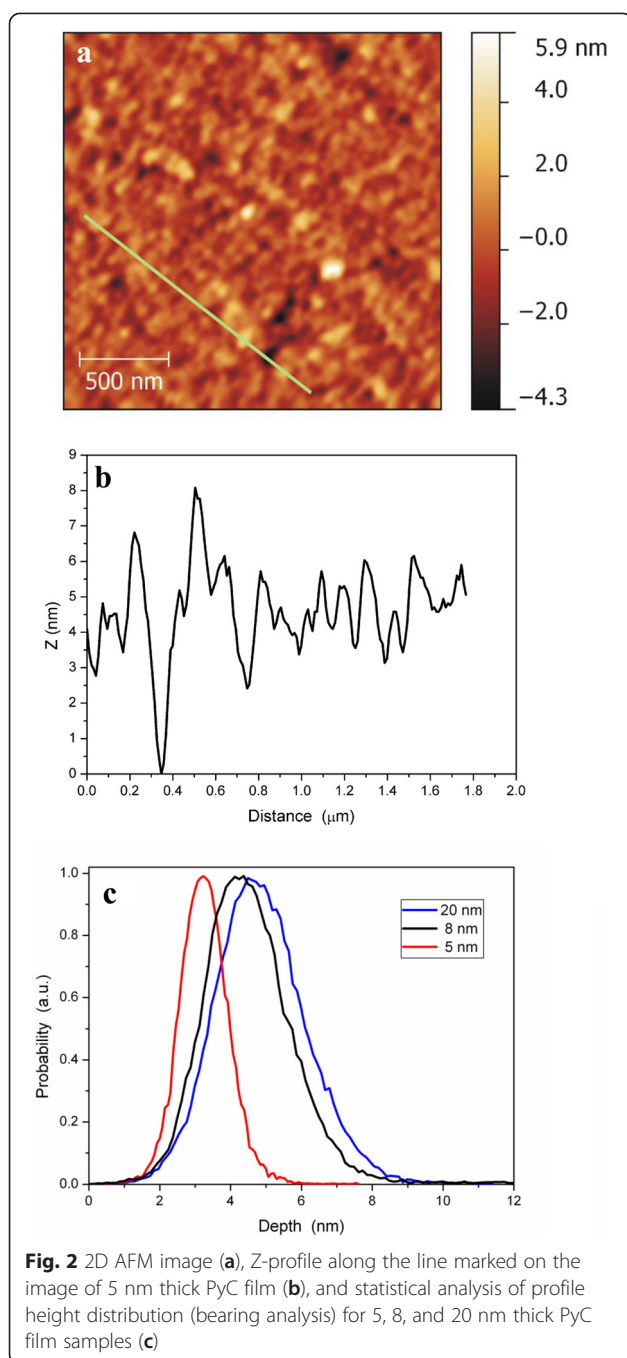 a
5.9 nm
4.0
2.0
−0.0
−2.0
−4.3
500 nm
b
9
8
7
6
5
4
3
2
1
0
Z (nm)
0.0 0.2 0.4 0.6 0.8 1.0 1.2 1.4 1.6 1.8 2.0
Distance (μm)
c
1.0
0.8
0.6
0.4
0.2
0.0
Probability (a.u.)
20 nm
8 nm
5 nm
0 2 4 6 8 10 12
Depth (nm)
Fig. 2 2D AFM image (a), Z-profile along the line marked on the
image of 5 nm thick PyC film (b), and statistical analysis of profile
height distribution (bearing analysis) for 5, 8, and 20 nm thick PyC
film samples (c)